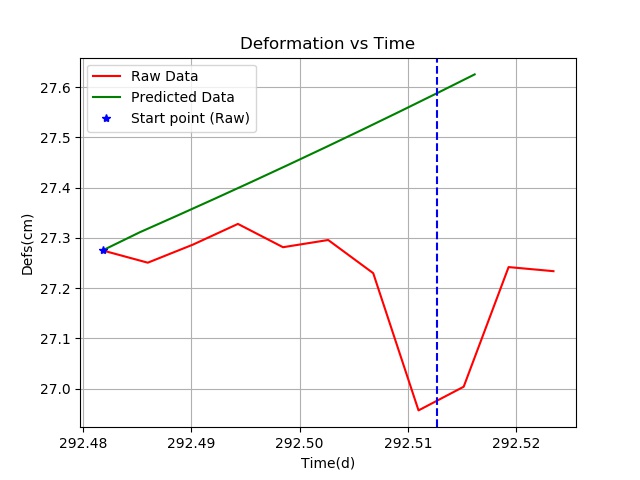 Deformation vs Time
Raw Data
Predicted Data
Start point (Raw)
Defs(cm)
27.6
27.5
27.4
27.3
27.2
27.1
27.0
292.48 292.49 292.50 292.51 292.52
Time(d)